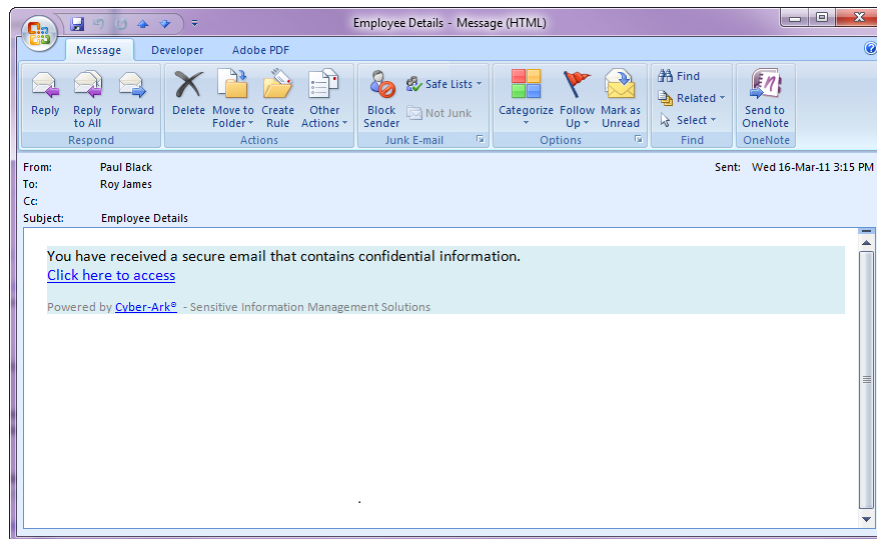 Employee Details - Message (HTML)
Message Developer Adobe PDF
Reply Reply to All Forward Delete Move to Folder Create Rule Other Actions Block Sender Safe Lists Not Junk Categorize Follow Up Mark as Unread Find Related Select Send to OneNote
Respond Actions Junk E-mail Options Find OneNote
From: Paul Black Sent: Wed 16-Mar-11 3:15 PM
To: Roy James
Cc:
Subject: Employee Details
You have received a secure email that contains confidential information.
Click here to access
Powered by Cyber-Ark® - Sensitive Information Management Solutions